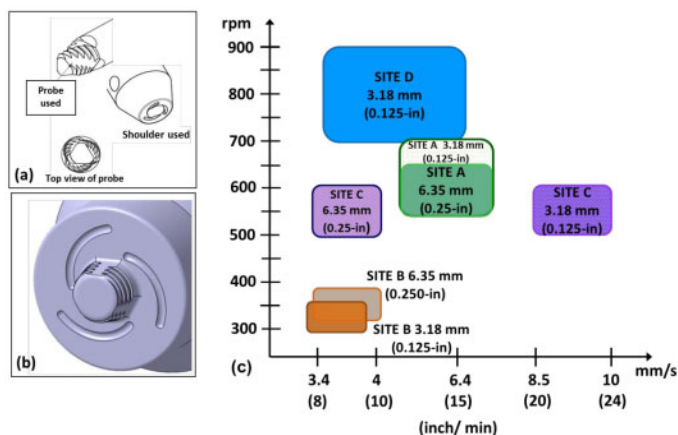 (a)
Probe
used
Shoulder used
Top view of probe
(b)
rpm
900
800
700
600
500
400
300
SITE D
3.18 mm
(0.125-in)
SITE A 3.18 mm
(0.125-in)
SITE A
6.35 mm
(0.25-in)
SITE C
6.35 mm
(0.25-in)
SITE C
3.18 mm
(0.125-in)
SITE B 6.35 mm
(0.250-in)
SITE B 3.18 mm
(0.125-in)
(c)
3.4 4 6.4 8.5 10 mm/s
(8) (10) (15) (20) (24)
(inch/ min)